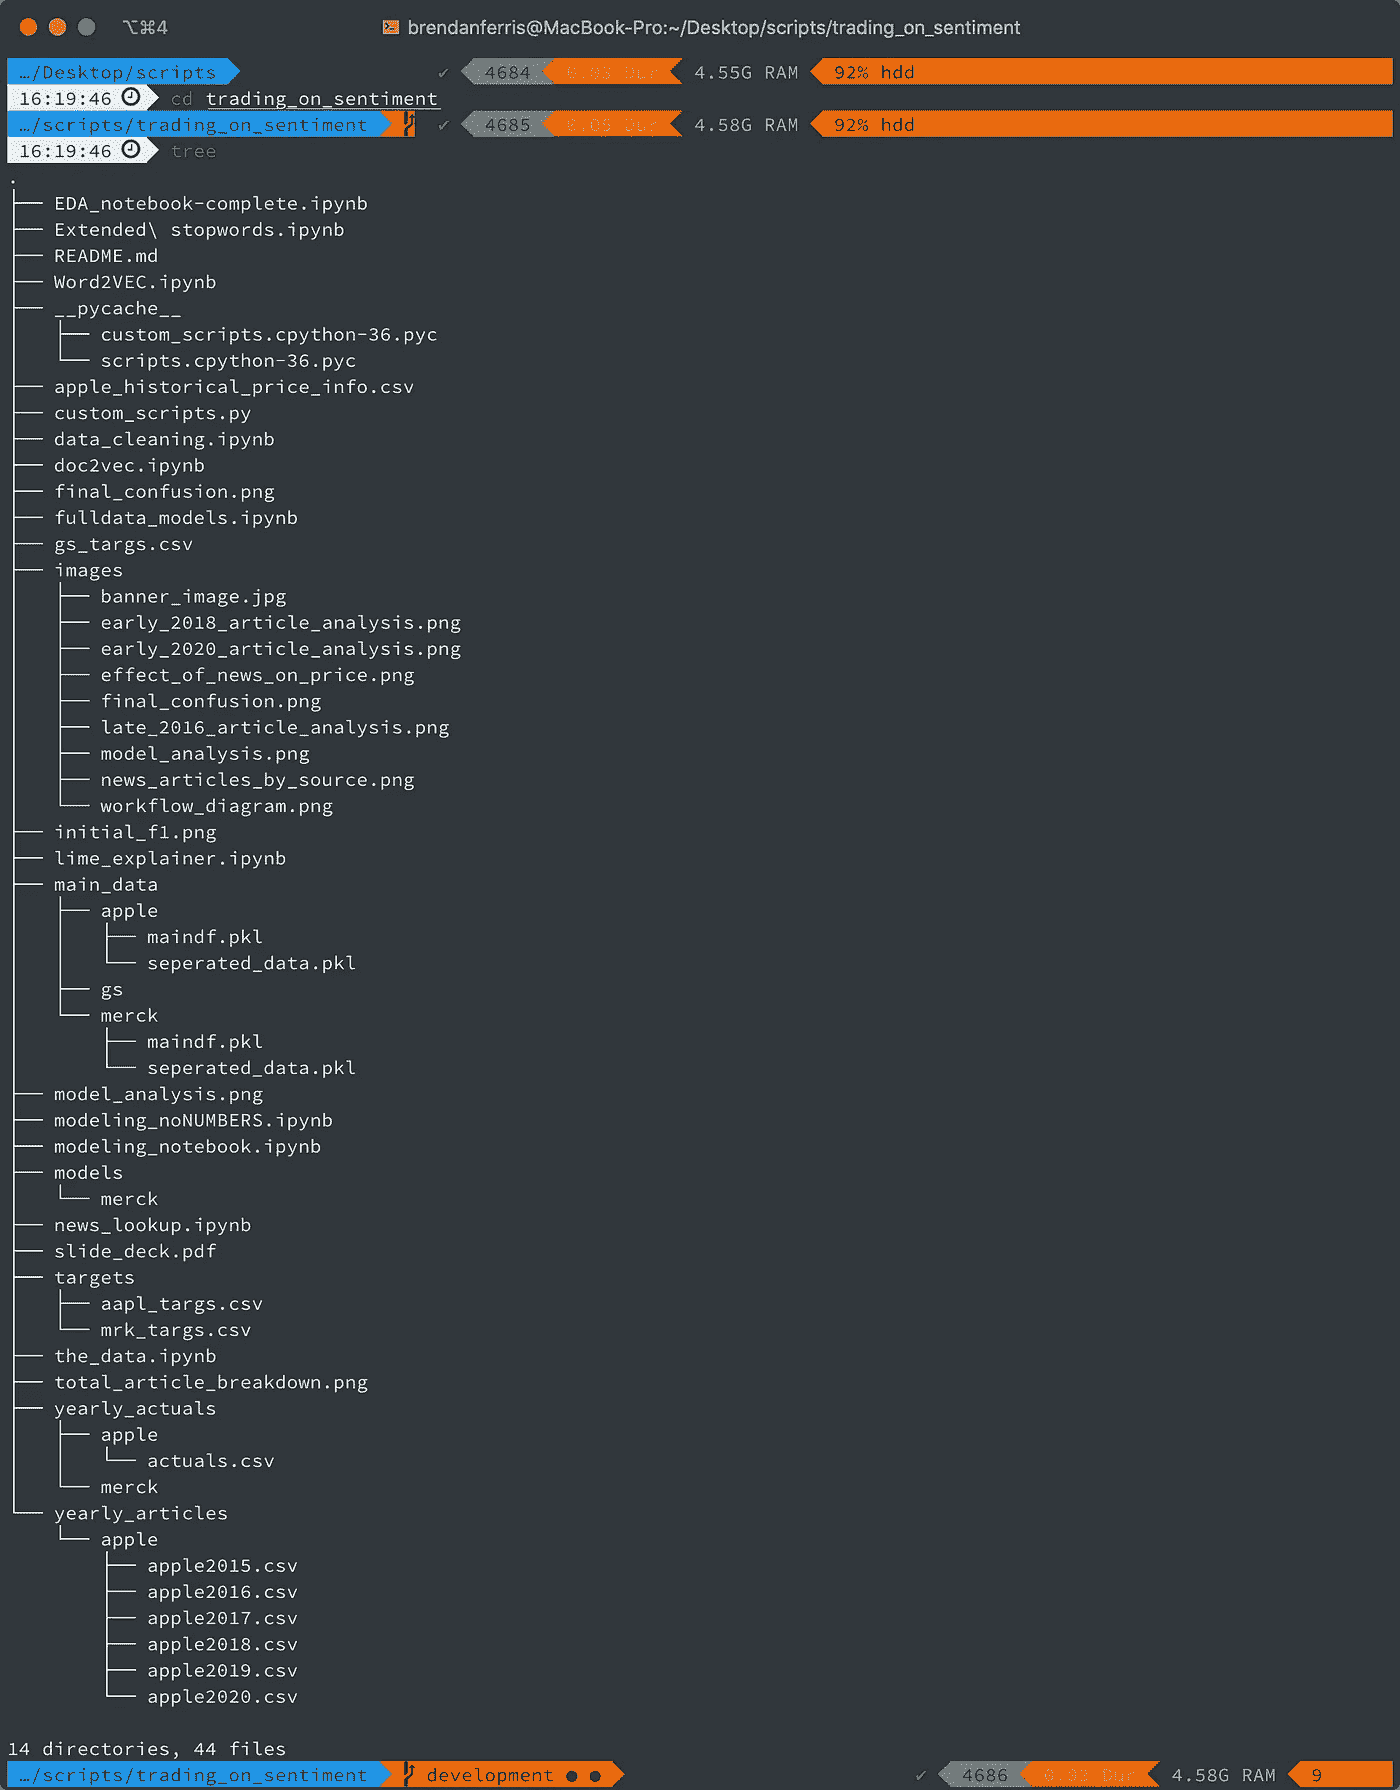 ⌥⌘4 brendanferris@MacBook-Pro:~/Desktop/scripts/trading_on_sentiment
…/Desktop/scripts ✓ 4684 Dur 4.55G RAM 92% hdd
16:19:46 cd trading_on_sentiment
…/scripts/trading_on_sentiment ✓ 4685 Dur 4.58G RAM 92% hdd
16:19:46 tree
.
├── EDA_notebook-complete.ipynb
├── Extended\ stopwords.ipynb
├── README.md
├── Word2VEC.ipynb
├── __pycache__
│   ├── custom_scripts.cpython-36.pyc
│   └── scripts.cpython-36.pyc
├── apple_historical_price_info.csv
├── custom_scripts.py
├── data_cleaning.ipynb
├── doc2vec.ipynb
├── final_confusion.png
├── fulldata_models.ipynb
├── gs_targs.csv
├── images
│   ├── banner_image.jpg
│   ├── early_2018_article_analysis.png
│   ├── early_2020_article_analysis.png
│   ├── effect_of_news_on_price.png
│   ├── final_confusion.png
│   ├── late_2016_article_analysis.png
│   ├── model_analysis.png
│   ├── news_articles_by_source.png
│   └── workflow_diagram.png
├── initial_f1.png
├── lime_explainer.ipynb
├── main_data
│   ├── apple
│   │   ├── maindf.pkl
│   │   └── seperated_data.pkl
│   ├── gs
│   └── merck
│       ├── maindf.pkl
│       └── seperated_data.pkl
├── model_analysis.png
├── modeling_noNUMBERS.ipynb
├── modeling_notebook.ipynb
├── models
│   └── merck
├── news_lookup.ipynb
├── slide_deck.pdf
├── targets
│   ├── aapl_targs.csv
│   └── mrk_targs.csv
├── the_data.ipynb
├── total_article_breakdown.png
├── yearly_actuals
│   ├── apple
│   │   └── actuals.csv
│   └── merck
└── yearly_articles
    └── apple
        ├── apple2015.csv
        ├── apple2016.csv
        ├── apple2017.csv
        ├── apple2018.csv
        ├── apple2019.csv
        └── apple2020.csv
14 directories, 44 files
…/scripts/trading_on_sentiment development ● ● ✓ 4686 Dur 4.58G RAM 9